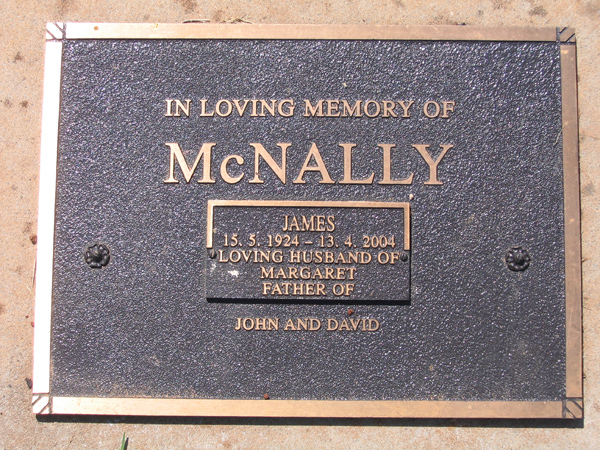 IN LOVING MEMORY OF
McNALLY
JAMES
15. 5. 1924 – 13. 4. 2004
LOVING HUSBAND OF
MARGARET
FATHER OF
JOHN AND DAVID